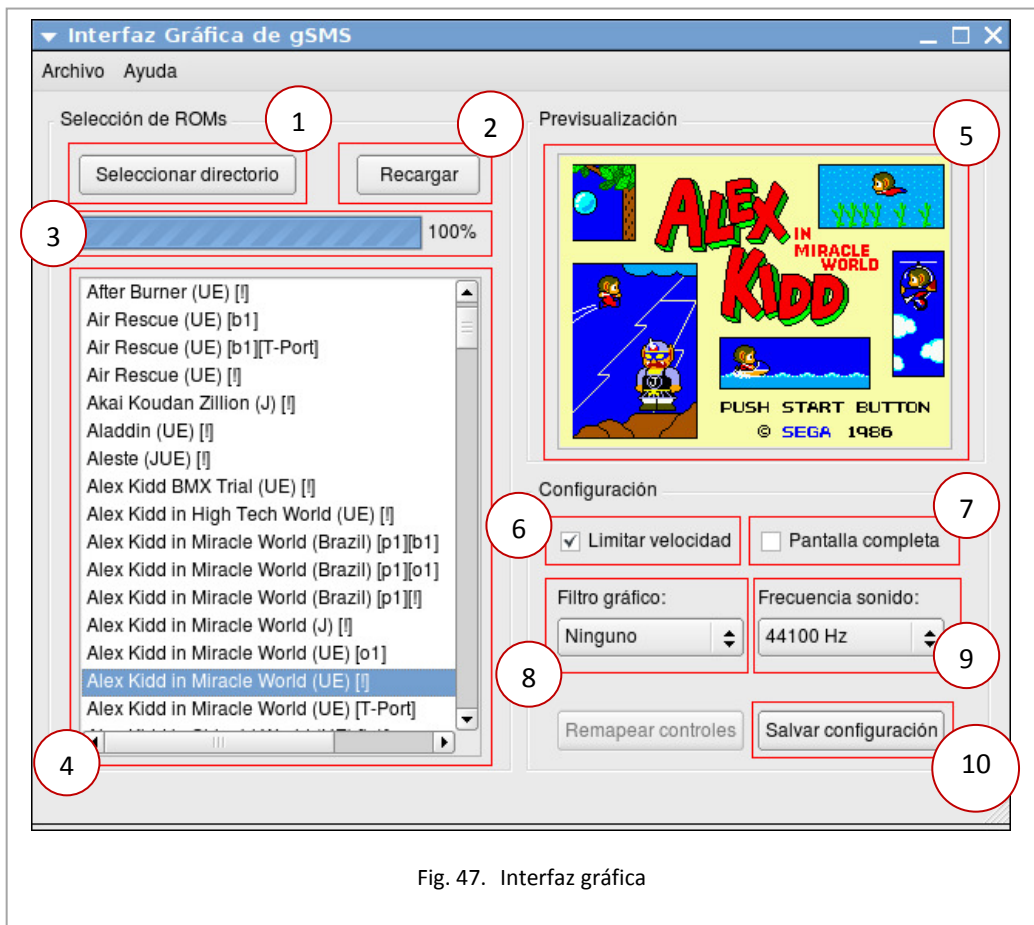 Interfaz Gráfica de gSMS
Archivo Ayuda
Selección de ROMs
1
2
Seleccionar directorio
Recargar
3
100%
4
After Burner (UE) [!]
Air Rescue (UE) [b1]
Air Rescue (UE) [b1][T-Port]
Air Rescue (UE) [!]
Akai Koudan Zillion (J) [!]
Aladdin (UE) [!]
Aleste (JUE) [!]
Alex Kidd BMX Trial (UE) [!]
Alex Kidd in High Tech World (UE) [!]
Alex Kidd in Miracle World (Brazil) [p1][b1]
Alex Kidd in Miracle World (Brazil) [p1][o1]
Alex Kidd in Miracle World (Brazil) [p1][!]
Alex Kidd in Miracle World (J) [!]
Alex Kidd in Miracle World (UE) [o1]
Alex Kidd in Miracle World (UE) [!]
Alex Kidd in Miracle World (UE) [T-Port]
Previsualización
5
ALEX
KIDD
IN
MIRACLE
WORLD
J
PUSH START BUTTON
© SEGA 1986
Configuración
6
Limitar velocidad
7
Pantalla completa
Filtro gráfico:
Ninguno
8
Frecuencia sonido:
44100 Hz
9
Remapear controles
Salvar configuración
10
Fig. 47. Interfaz gráfica